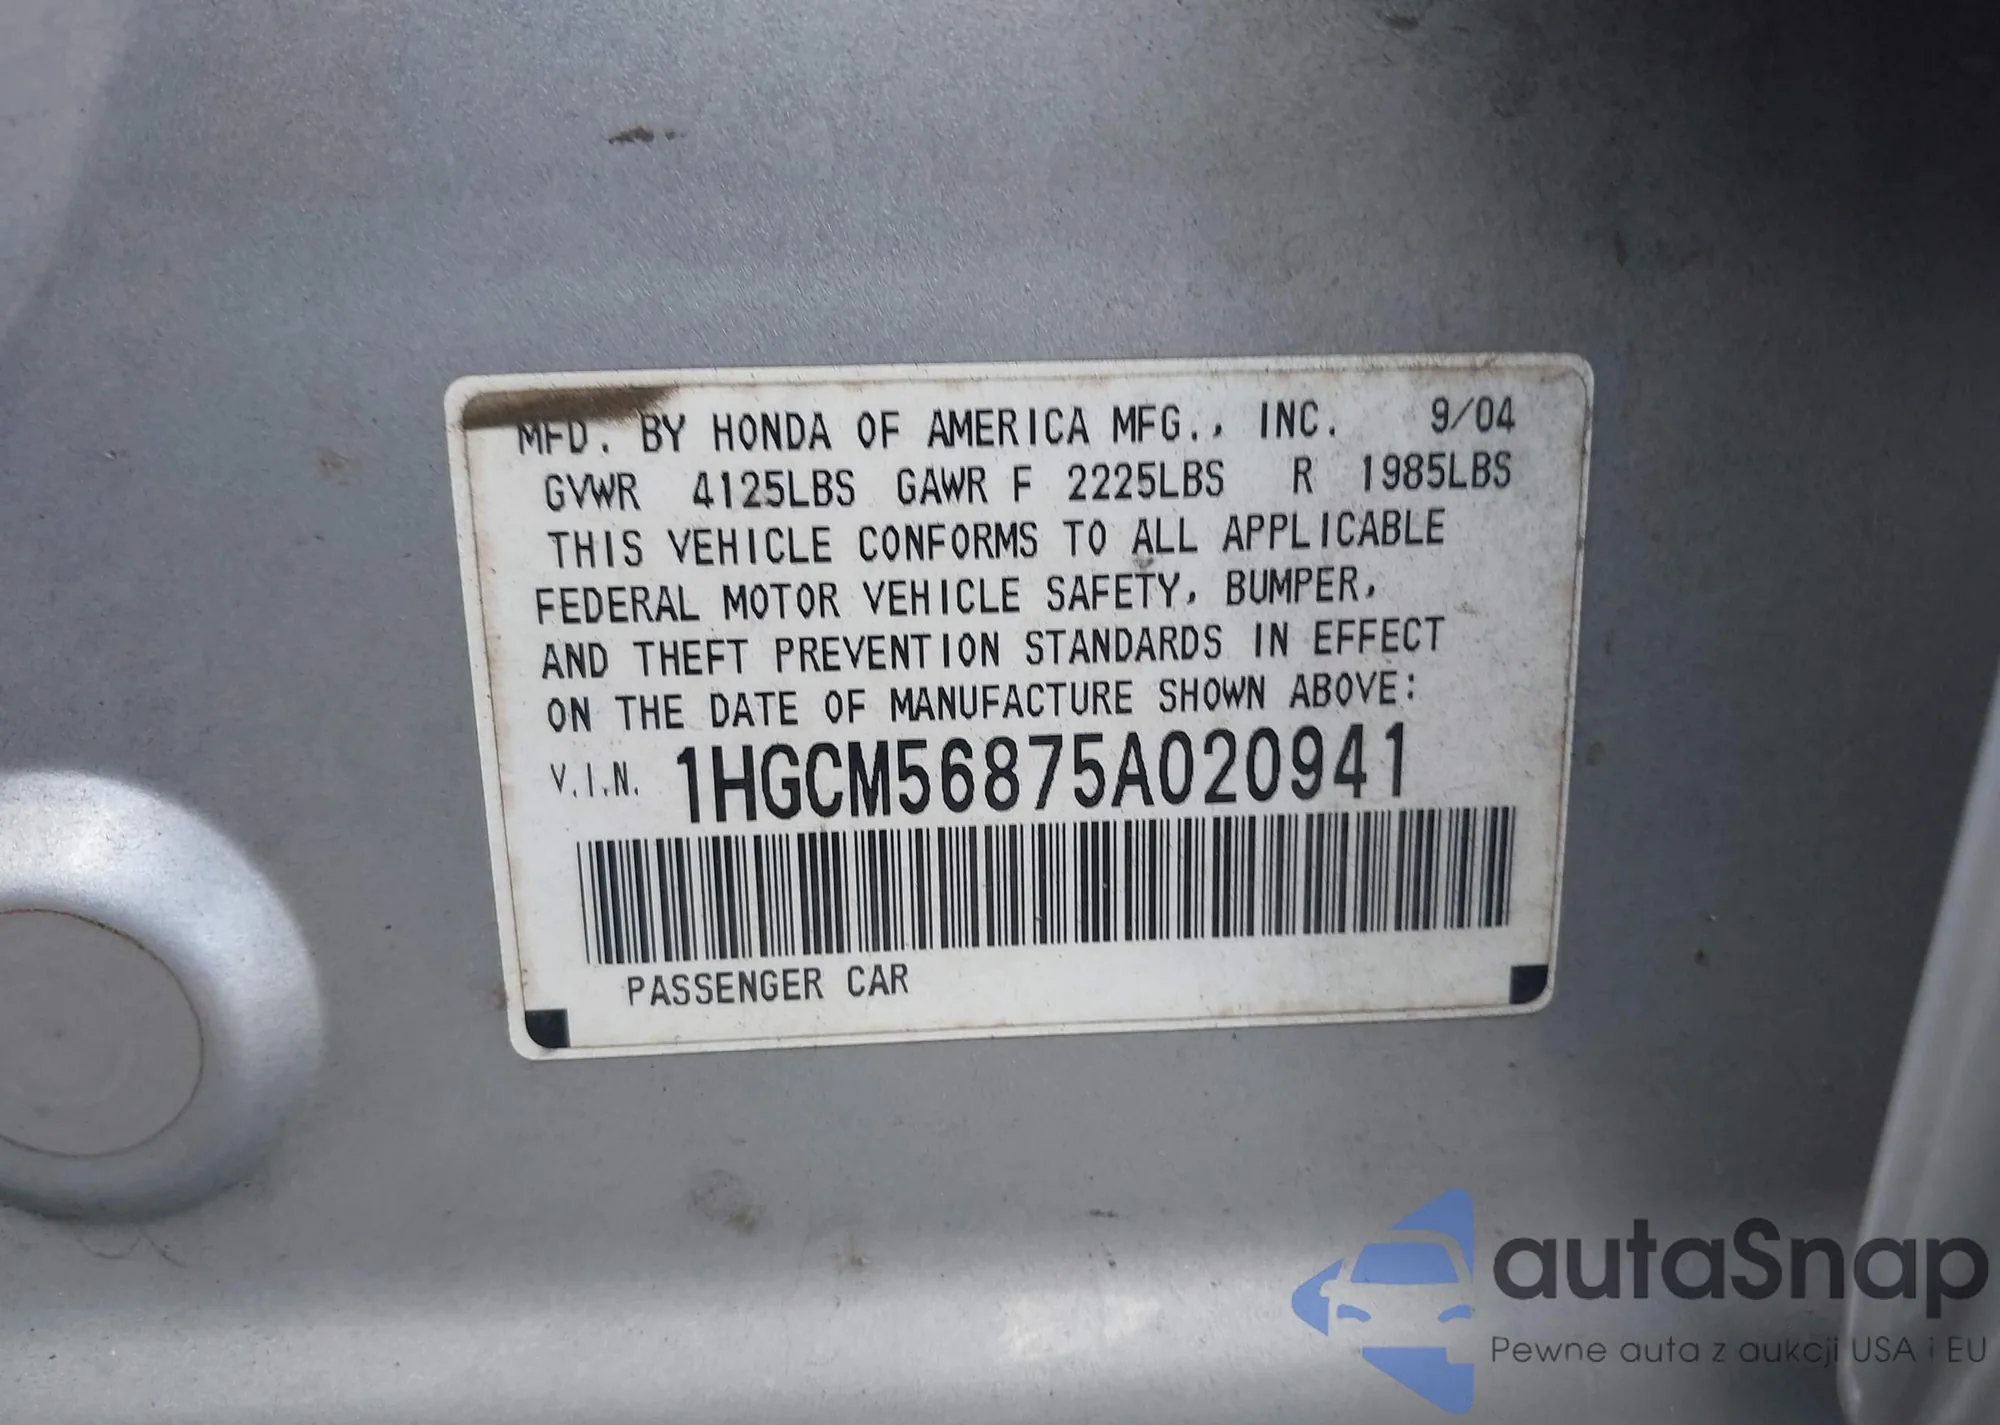 MFD. BY HONDA OF AMERICA MFG., INC. 9/04
GVWR 4125LBS GAWR F 2225LBS R 1985LBS
THIS VEHICLE CONFORMS TO ALL APPLICABLE
FEDERAL MOTOR VEHICLE SAFETY, BUMPER,
AND THEFT PREVENTION STANDARDS IN EFFECT
ON THE DATE OF MANUFACTURE SHOWN ABOVE:
V.I.N. 1HGCM56875A020941
PASSENGER CAR
autaSnap
Pewne auta z aukcji USA i EU